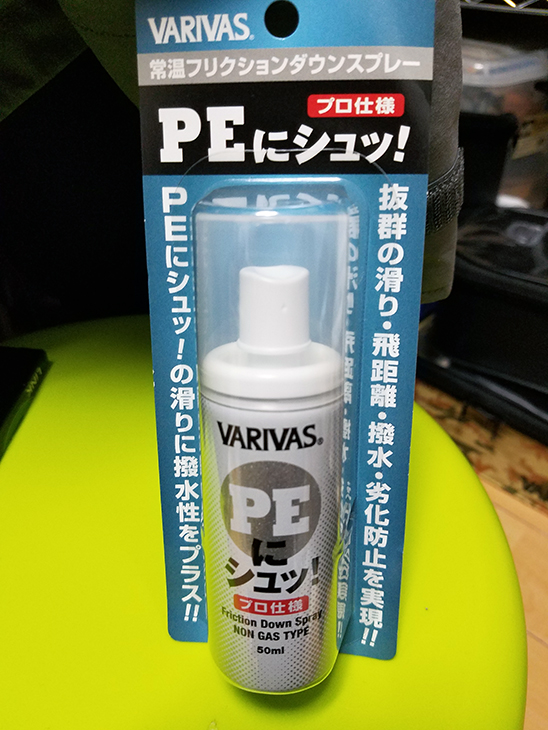 VARIVAS®
常温フリクションダウンスプレー
プロ仕様
PEにシュッ!
抜群の滑り・飛距離・撥水・劣化防止を実現!!
PEにシュッ!の滑りに撥水性をプラス!!
VARIVAS®
PE
に
シュッ!
プロ仕様
Friction Down Spray
NON GAS TYPE
50ml